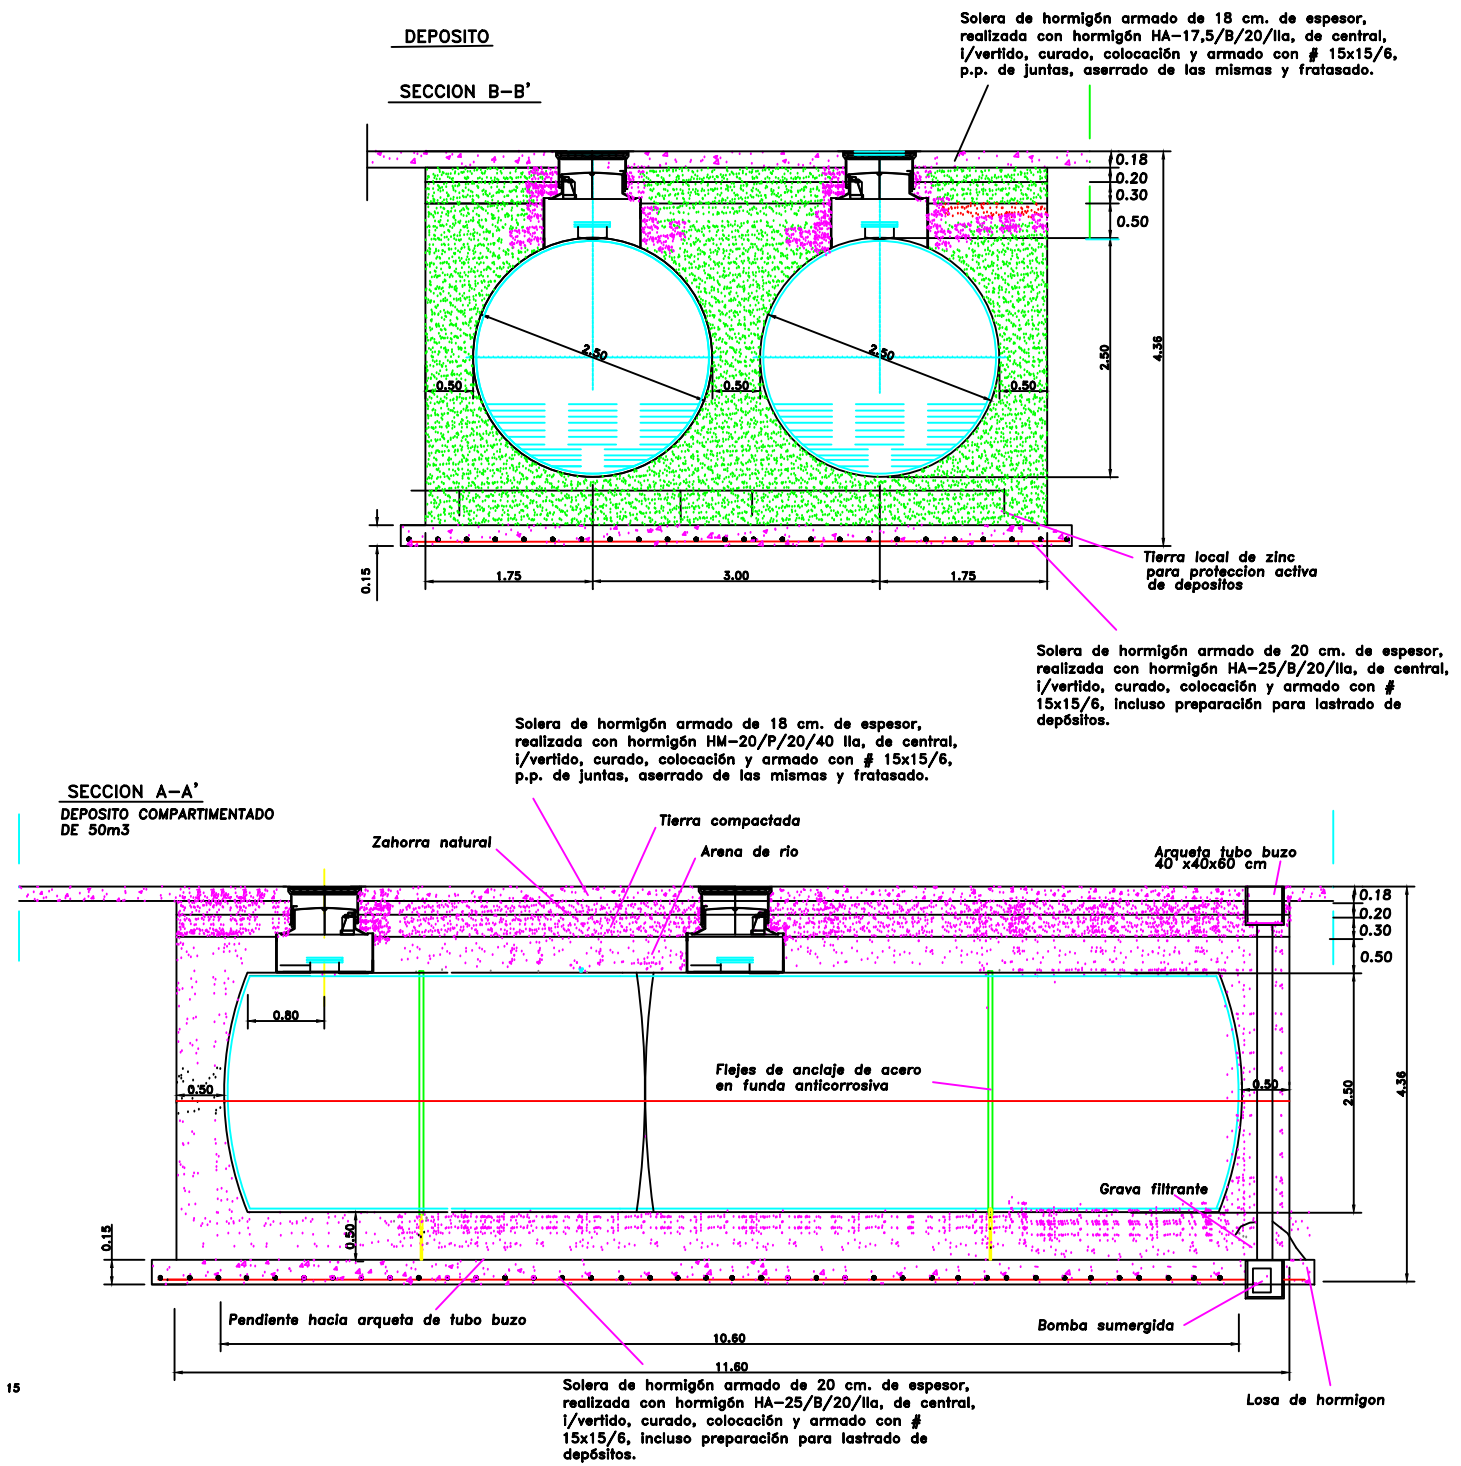 DEPOSITO
SECCION B-B'
Solera de hormigón armado de 18 cm. de espesor,
realizada con hormigón HA-17,5/B/20/IIa, de central,
i/vertido, curado, colocación y armado con # 15x15/6,
p.p. de juntas, aserrado de las mismas y fratasado.
0.18
0.20
0.30
0.50
2.50
2.50
2.50
4.36
0.50
0.50
0.50
0.15
1.75
3.00
1.75
Tierra local de zinc
para proteccion activa
de depositos
Solera de hormigón armado de 20 cm. de espesor,
realizada con hormigón HA-25/B/20/IIa, de central,
i/vertido, curado, colocación y armado con #
15x15/6, incluso preparación para lastrado de
depósitos.
Solera de hormigón armado de 18 cm. de espesor,
realizada con hormigón HM-20/P/20/40 IIa, de central,
i/vertido, curado, colocación y armado con # 15x15/6,
p.p. de juntas, aserrado de las mismas y fratasado.
SECCION A-A'
DEPOSITO COMPARTIMENTADO
DE 50m3
Zahorra natural
Tierra compactada
Arena de rio
Arqueta tubo buzo
40 x40x60 cm
0.18
0.20
0.30
0.50
0.80
Flejes de anclaje de acero
en funda anticorrosiva
0.50
0.50
2.50
4.36
Grava filtrante
0.15
0.50
Pendiente hacia arqueta de tubo buzo
Bomba sumergida
10.60
11.60
15
Solera de hormigón armado de 20 cm. de espesor,
realizada con hormigón HA-25/B/20/IIa, de central,
i/vertido, curado, colocación y armado con #
15x15/6, incluso preparación para lastrado de
depósitos.
Losa de hormigon